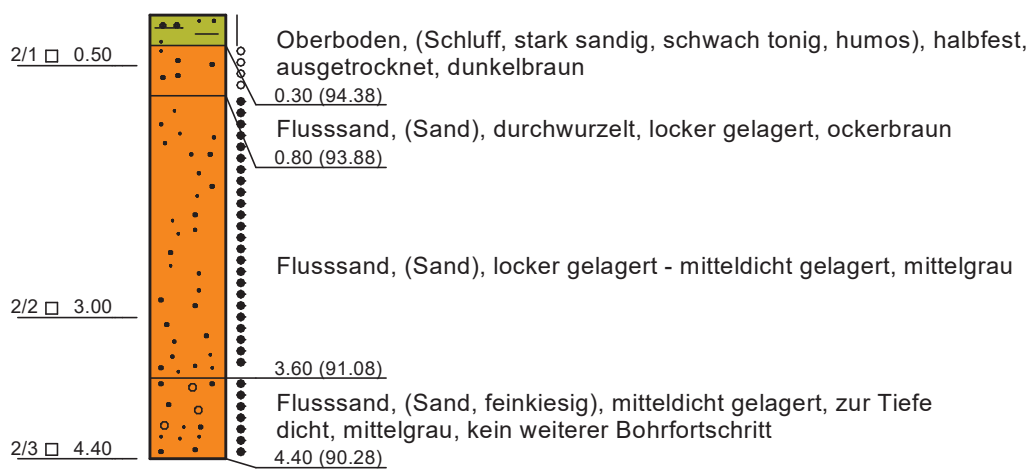 Oberboden, (Schluff, stark sandig, schwach tonig, humos), halbfest,
2/1 0.50
ausgetrocknet, dunkelbraun
0.30 (94.38)
Flusssand, (Sand), durchwurzelt, locker gelagert, ockerbraun
0.80 (93.88)
Flusssand, (Sand), locker gelagert - mitteldicht gelagert, mittelgrau
2/2 3.00
3.60 (91.08)
Flusssand, (Sand, feinkiesig), mitteldicht gelagert, zur Tiefe
dicht, mittelgrau, kein weiterer Bohrfortschritt
2/3 4.40
4.40 (90.28)